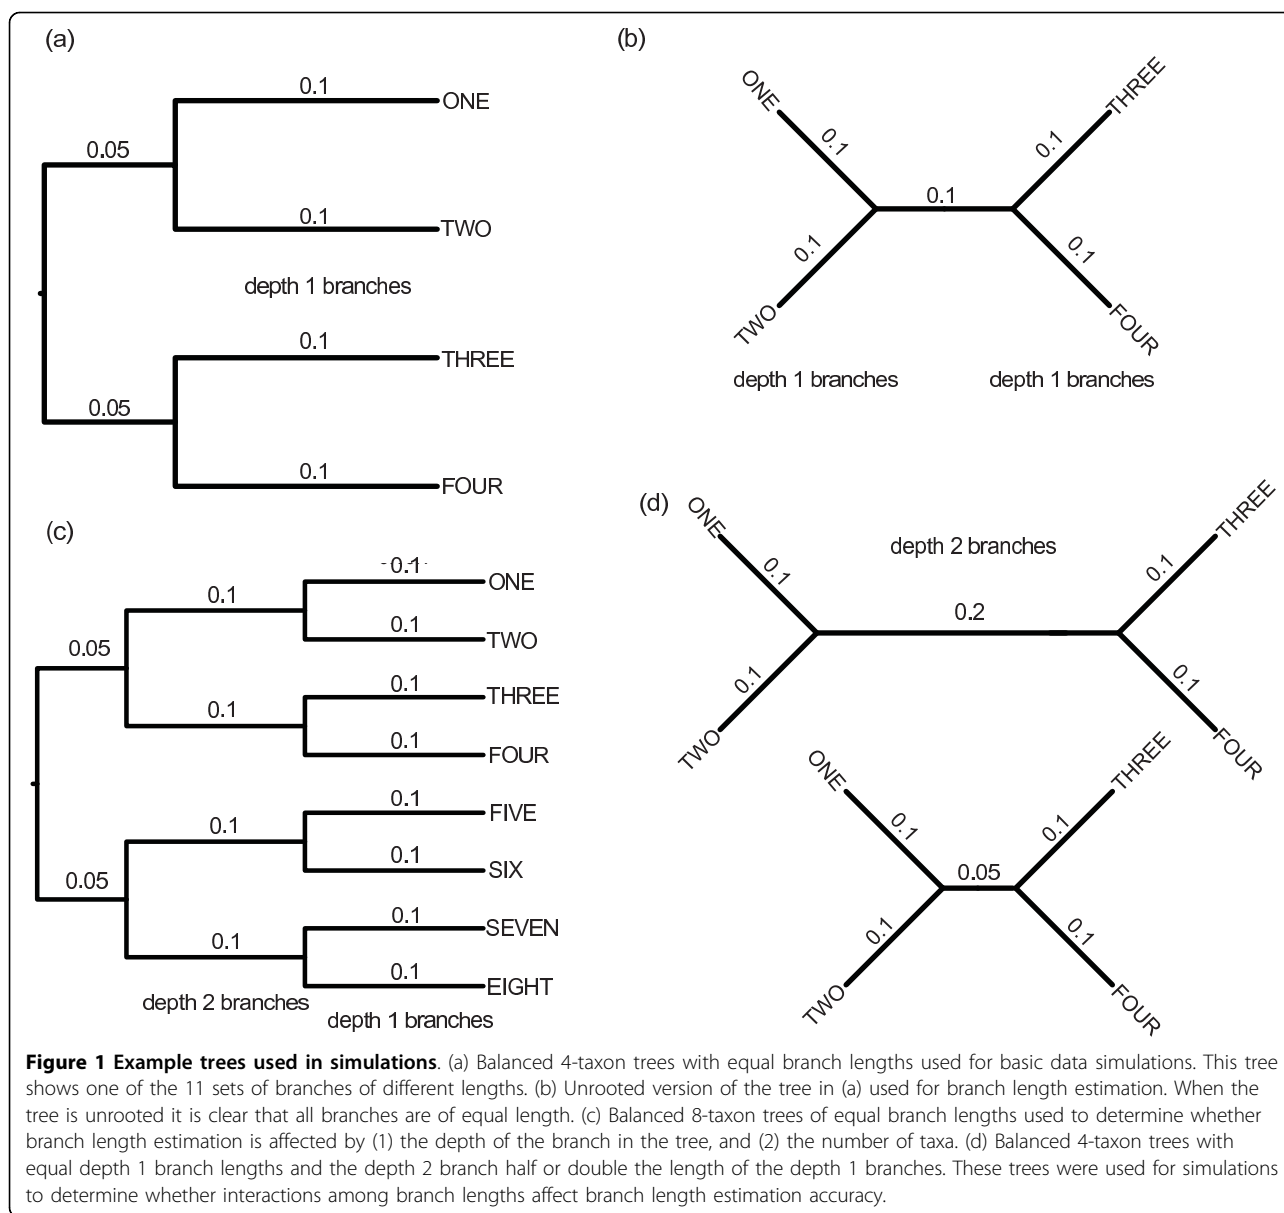 (a)
0.1
ONE
0.05
0.1
TWO
depth 1 branches
0.1
THREE
0.05
0.1
FOUR
(b)
ONE
THREE
0.1
0.1
0.1
0.1
0.1
TWO
FOUR
depth 1 branches
depth 1 branches
(c)
0.1
ONE
0.1
0.1
TWO
0.05
0.1
THREE
0.1
0.1
FOUR
0.1
FIVE
0.1
0.1
SIX
0.05
0.1
SEVEN
0.1
0.1
EIGHT
depth 2 branches
depth 1 branches
(d)
ONE
THREE
depth 2 branches
0.1
0.1
0.2
0.1
0.1
TWO
FOUR
ONE
THREE
0.1
0.1
0.05
0.1
0.1
TWO
FOUR
Figure 1 Example trees used in simulations. (a) Balanced 4-taxon trees with equal branch lengths used for basic data simulations. This tree
shows one of the 11 sets of branches of different lengths. (b) Unrooted version of the tree in (a) used for branch length estimation. When the
tree is unrooted it is clear that all branches are of equal length. (c) Balanced 8-taxon trees of equal branch lengths used to determine whether
branch length estimation is affected by (1) the depth of the branch in the tree, and (2) the number of taxa. (d) Balanced 4-taxon trees with
equal depth 1 branch lengths and the depth 2 branch half or double the length of the depth 1 branches. These trees were used for simulations
to determine whether interactions among branch lengths affect branch length estimation accuracy.